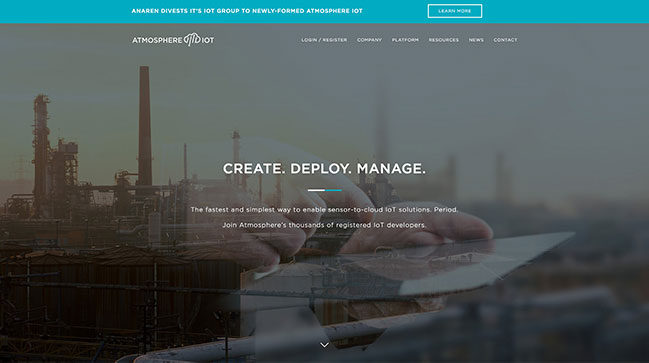 ANAREN DIVESTS IT'S IOT GROUP TO NEWLY-FORMED ATMOSPHERE IOT
LEARN MORE
ATMOSPHERE IOT
LOGIN / REGISTER COMPANY PLATFORM RESOURCES NEWS CONTACT
CREATE. DEPLOY. MANAGE.
The fastest and simplest way to enable sensor-to-cloud IoT solutions. Period.
Join Atmosphere's thousands of registered IoT developers.